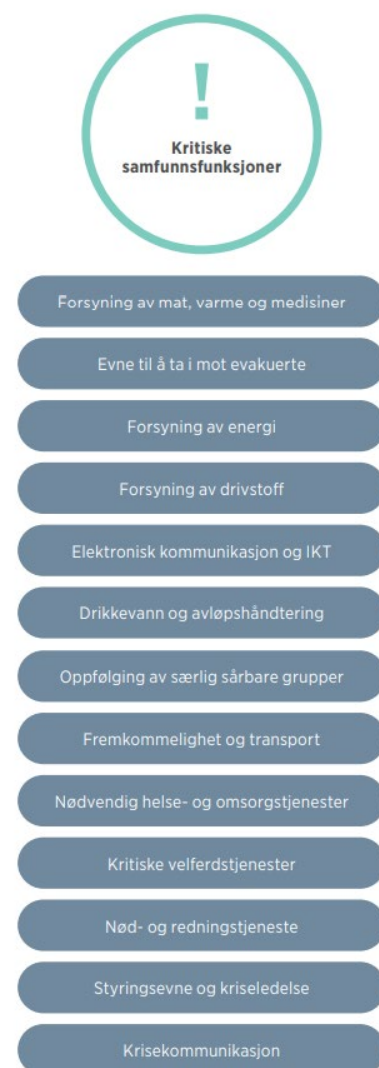 !
Kritiske
samfunnsfunksjoner
Forsyning av mat, varme og medisiner
Evne til å ta i mot evakuerte
Forsyning av energi
Forsyning av drivstoff
Elektronisk kommunikasjon og IKT
Drikkevann og avløpshåndtering
Oppfølging av særlig sårbare grupper
Fremkommelighet og transport
Nødvendig helse- og omsorgstjenester
Kritiske velferdstjenester
Nød- og redningstjeneste
Styringsevne og kriseledelse
Krisekommunikasjon